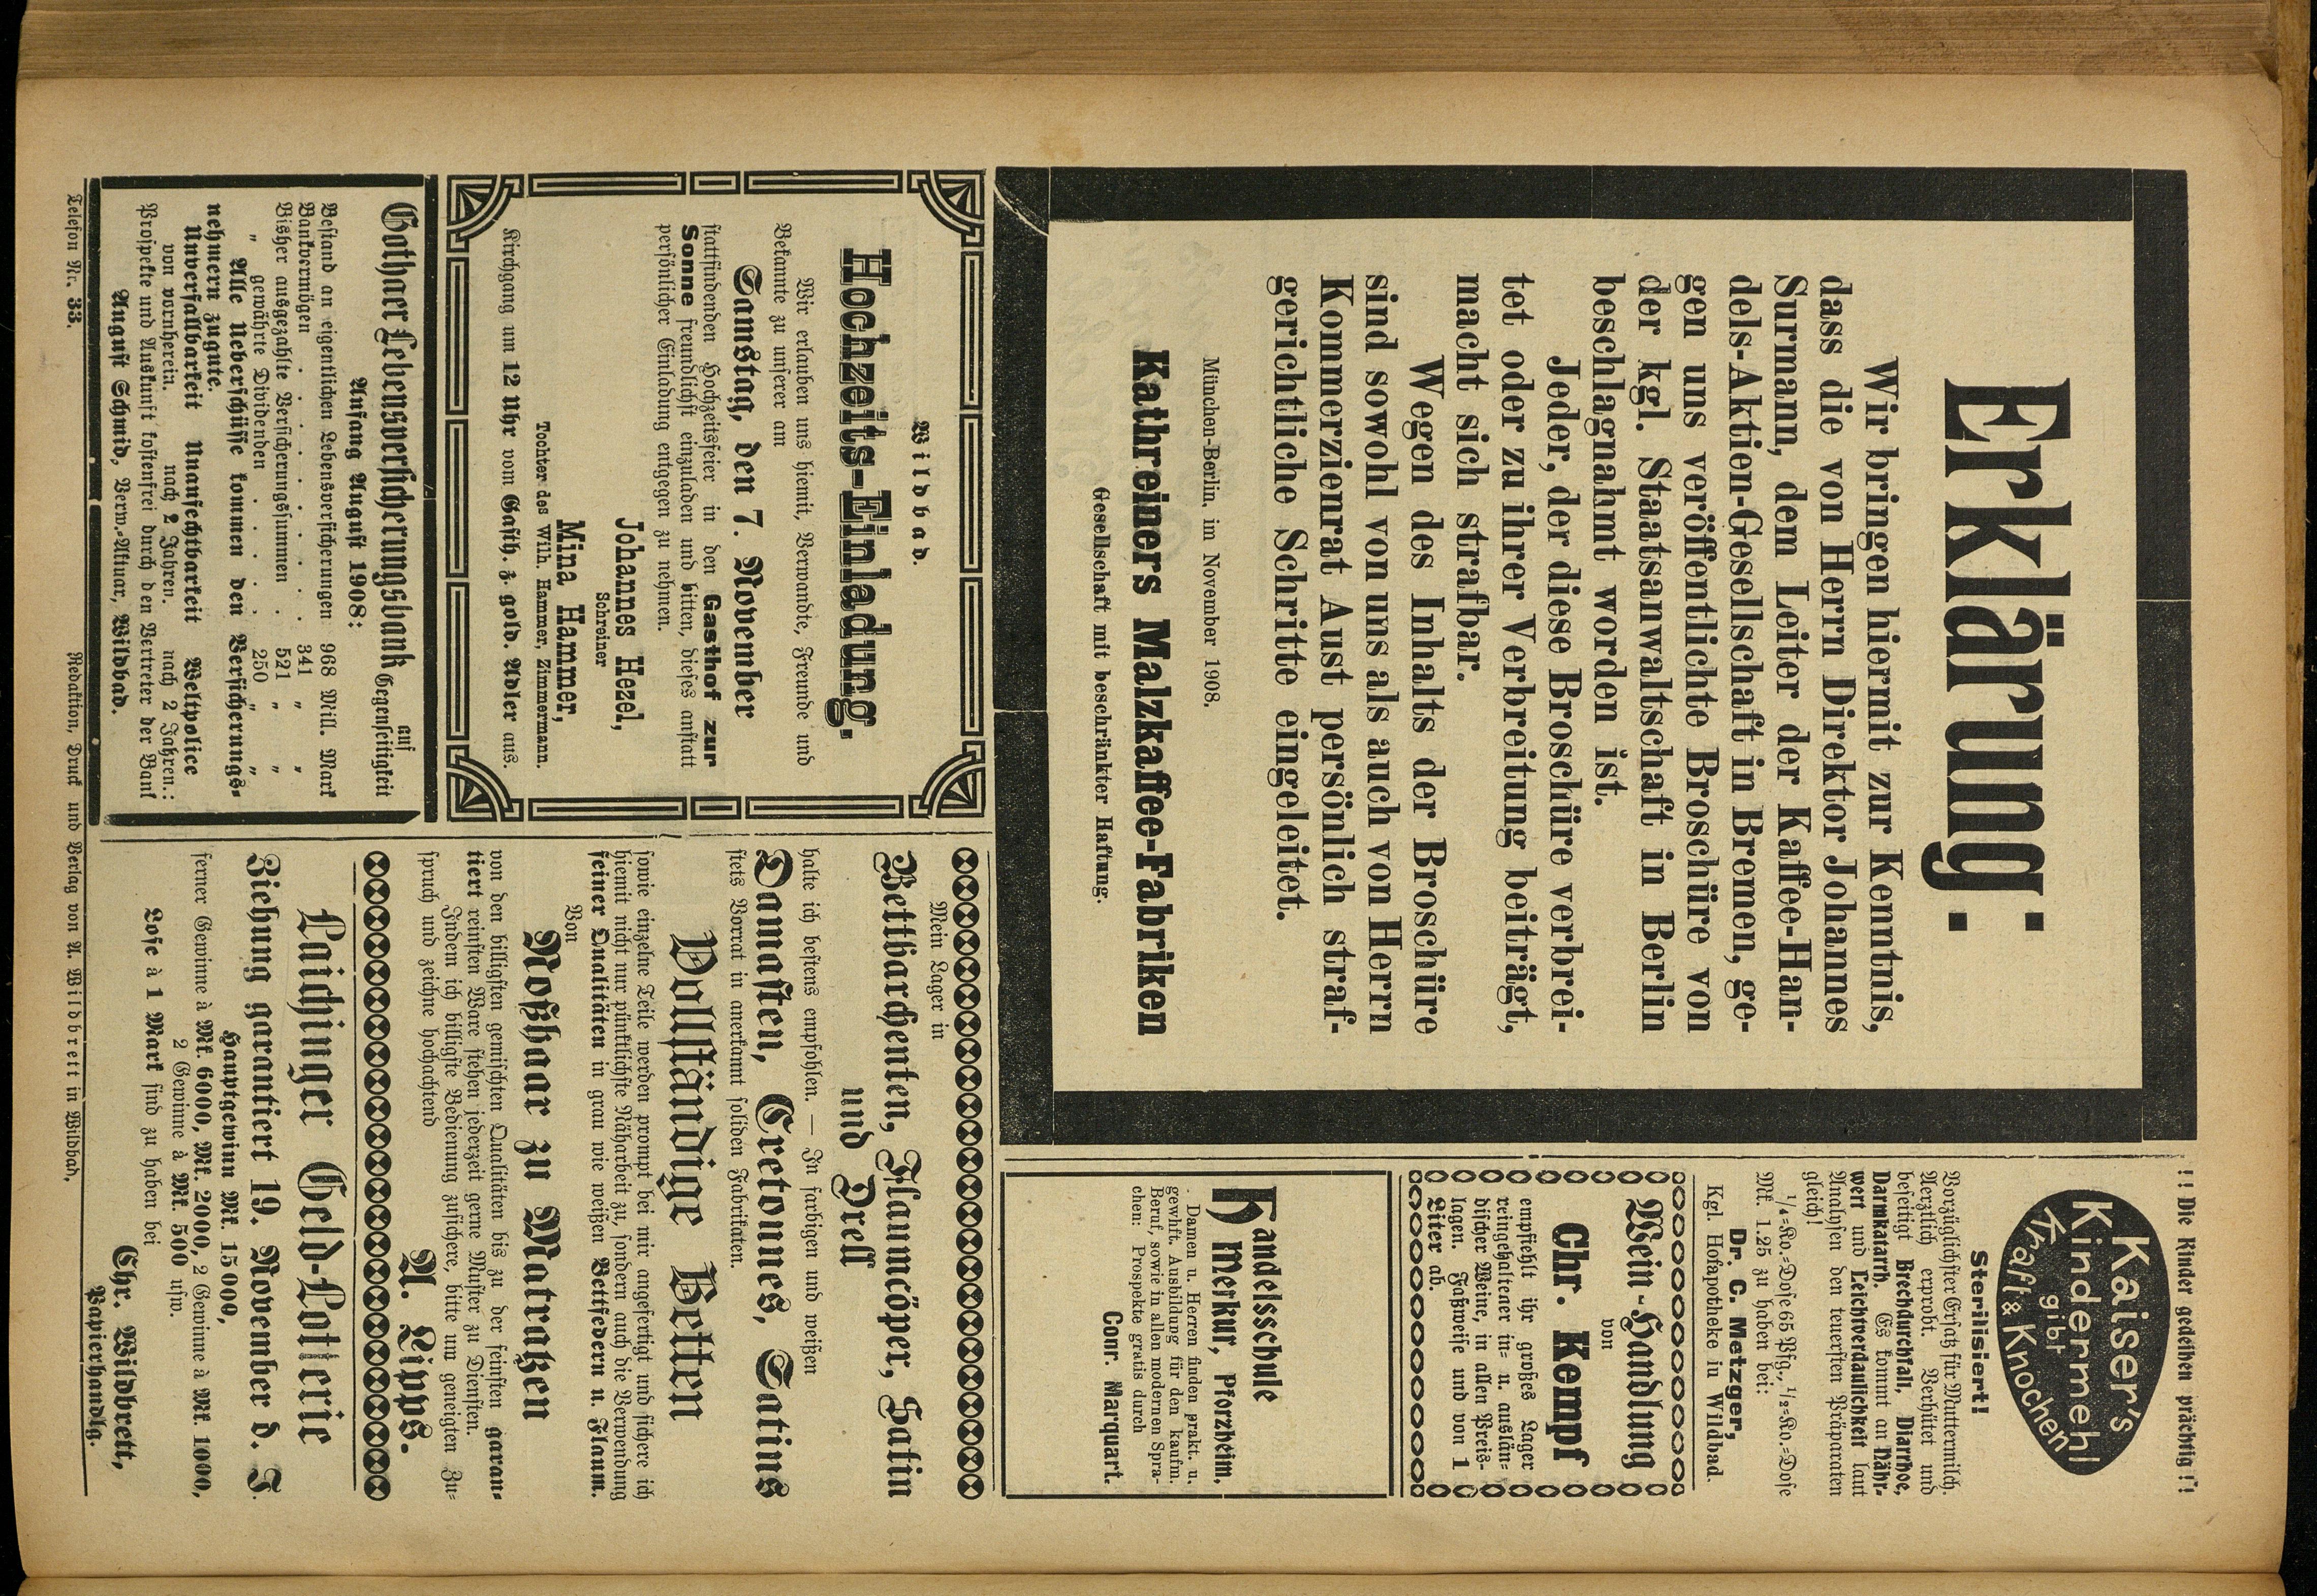 Erklärung.
Wir bringen hiermit zur Kenntnis,
dass die von Herrn Direktor Johannes
Surmann, dem Leiter der Kaffee-Han-
dels-Aktien-Gesellschaft in Bremen, ge-
gen uns veröffentlichte Broschüre von
der kgl. Staatsanwaltschaft in Berlin
beschlagnahmt worden ist.
Jeder, der diese Broschüre verbrei-
tet oder zu ihrer Verbreitung beiträgt,
macht sich strafbar.
Wegen des Inhalts der Broschüre
sind sowohl von uns als auch von Herrn
Kommerzienrat Aust persönlich straf-
gerichtliche Schritte eingeleitet.
München-Berlin, im November 1908.
Kathreiners Malzkaffee-Fabriken
Gesellschaft mit beschränkter Haftung.
!! Die Kinder gedeihen prächtig !!
Kaiser's
Kindermehl
gibt
Kraft & Knochen
Sterilisiert!
Vorzüglichster Ersatz für Muttermilch.
Aerztlich erprobt. Verhütet und
beseitigt Brechdurchfall, Diarrhoe,
Darmkatarrh. Es kommt an Nähr-
wert und Leichtverdaulichkeit laut
Analysen den teuersten Präparaten
gleich!
1/4=Ko.=Dose 65 Pfg., 1/2=Ko.=Dose
Mk. 1.25 zu haben bei:
Dr. C. Metzger,
Kgl. Hofapotheke in Wildbad.
Wein-Handlung
von
Chr. Kempf
empfiehlt ihr großes Lager
reingehaltener in= u. auslän=
discher Weine, in allen Preis=
lagen. Faßweise und von 1
Liter ab.
Handelsschule
Merkur, Pforzheim.
Damen u. Herren finden prakt. u.
gewhft. Ausbildung für den kaufm.
Beruf, sowie in allen modernen Spra-
chen: Prospekte gratis durch
Conr. Marquart.
Wildbad.
Hochzeits-Einladung.
Wir erlauben uns hiemit, Verwandte, Freunde und
Bekannte zu unserer am
Samstag, den 7. November
stattfindenden Hochzeitsfeier in den Gasthof zur
Sonne freundlichst einzuladen und bitten, dieses anstatt
persönlicher Einladung entgegen zu nehmen.
Johannes Hezel,
Schreiner
Mina Hammer,
Tochter des Wilh. Hammer, Zimmermann.
Kirchgang um 12 Uhr vom Gasth. z. gold. Adler aus.
Gothaer Lebensversicherungsbank auf Gegenseitigkeit
Anfang August 1908:
Bestand an eigentlichen Lebensversicherungen 968 Mill. Mark
Bankvermögen . . . . . . . . . 341 " "
Bisher ausgezahlte Versicherungssummen . 521 " "
" gewährte Dividenden . . . . . 250 " "
Alle Ueberschüsse kommen den Versicherungs=
nehmern zugute.
Unverfallbarkeit Unanfechtbarkeit Weltpolice
von vornherein. nach 2 Jahren. nach 2 Jahren.:
Prospekte und Auskunft kostenfrei durch den Vertreter der Bank
August Schmid, Verw.-Aktuar, Wildbad.
Mein Lager in
Bettbarchenten, Flaumcöper, Satin
und Drell
halte ich bestens empfohlen. — In farbigen und weißen
Damasten, Cretonnes, Satins
stets Vorrat in anerkannt soliden Fabrikaten.
Vollständige Betten
sowie einzelne Teile werden prompt bei mir angefertigt und sichere ich
hiemit nicht nur pünktlichste Näharbeit zu, sondern auch die Verwendung
feiner Qualitäten in grau wie weißen Bettfedern u. Flaum.
Von
Roßhaar zu Matratzen
von den billigsten gemischten Qualitäten bis zu der feinsten garan=
tiert reinsten Ware stehen jederzeit gerne Muster zu Diensten.
Indem ich billigste Bedienung zusichere, bitte um geneigten Zu=
spruch und zeichne hochachtend
A. Lipps.
Laichinger Geld-Lotterie
Ziehung garantiert 19. November d. J.
Hauptgewinn Mk. 15 000,
ferner Gewinne à Mk. 6000, Mk. 2000, 2 Gewinne à Mk. 1000,
2 Gewinne à Mk. 500 usw.
Lose à 1 Mark sind zu haben bei
Chr. Wildbrett,
Papierhandlg.
Telefon Nr. 33. Redaktion, Druck und Verlag von A. Wildbrett in Wildbad.